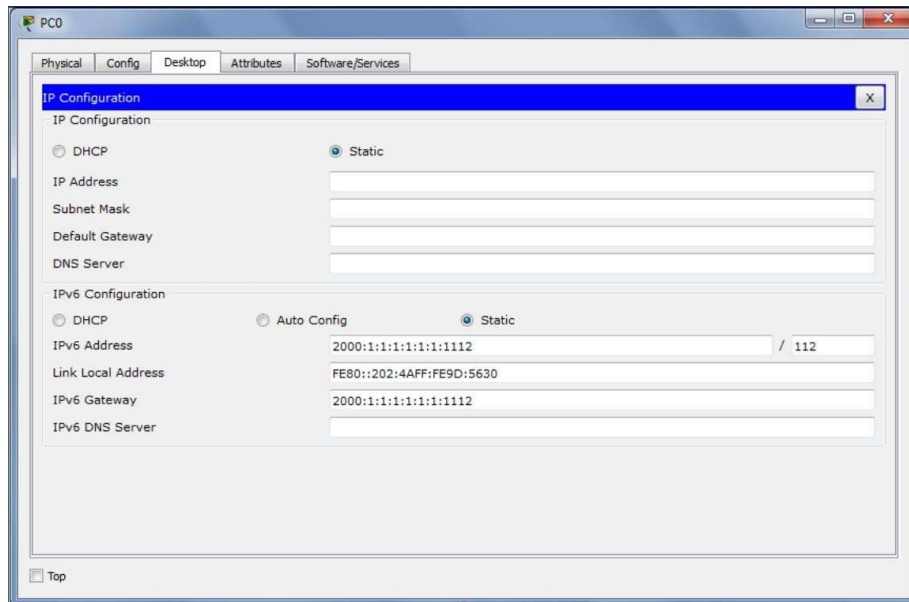 PC0
Physical Config Desktop Attributes Software/Services
IP Configuration X
IP Configuration
DHCP Static
IP Address
Subnet Mask
Default Gateway
DNS Server
IPv6 Configuration
DHCP Auto Config Static
IPv6 Address 2000:1:1:1:1:1:1:1112 / 112
Link Local Address FE80::202:4AFF:FE9D:5630
IPv6 Gateway 2000:1:1:1:1:1:1:1112
IPv6 DNS Server
Top